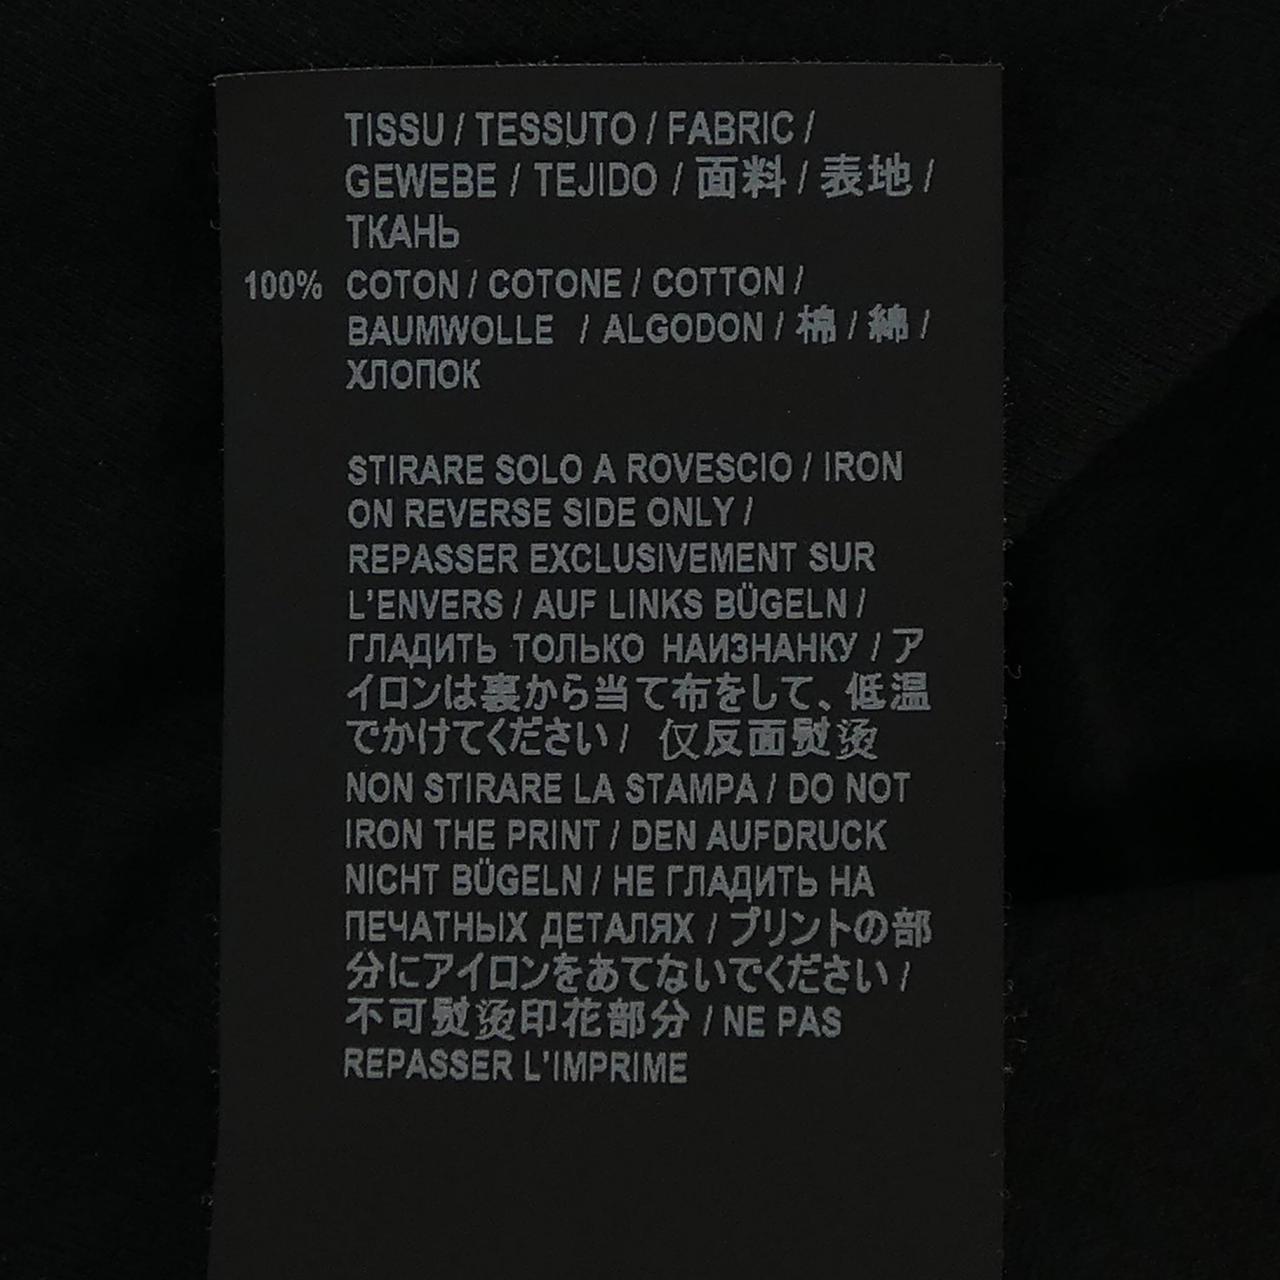 TISSU / TESSUTO / FABRIC /
GEWEBE / TEJIDO / 面料 / 表地 /
ТКАНЬ
100% COTON / COTONE / COTTON /
BAUMWOLLE / ALGODON / 棉 / 綿 /
ХЛОПОК
STIRARE SOLO A ROVESCIO / IRON
ON REVERSE SIDE ONLY /
REPASSER EXCLUSIVEMENT SUR
L'ENVERS / AUF LINKS BÜGELN /
ГЛАДИТЬ ТОЛЬКО НАИЗНАНКУ / ア
イロンは裏から当て布をして、低温
でかけてください / 仅反面熨烫
NON STIRARE LA STAMPA / DO NOT
IRON THE PRINT / DEN AUFDRUCK
NICHT BÜGELN / НЕ ГЛАДИТЬ НА
ПЕЧАТНЫХ ДЕТАЛЯХ / プリントの部
分にアイロンをあてないでください /
不可熨烫印花部分 / NE PAS
REPASSER L'IMPRIME